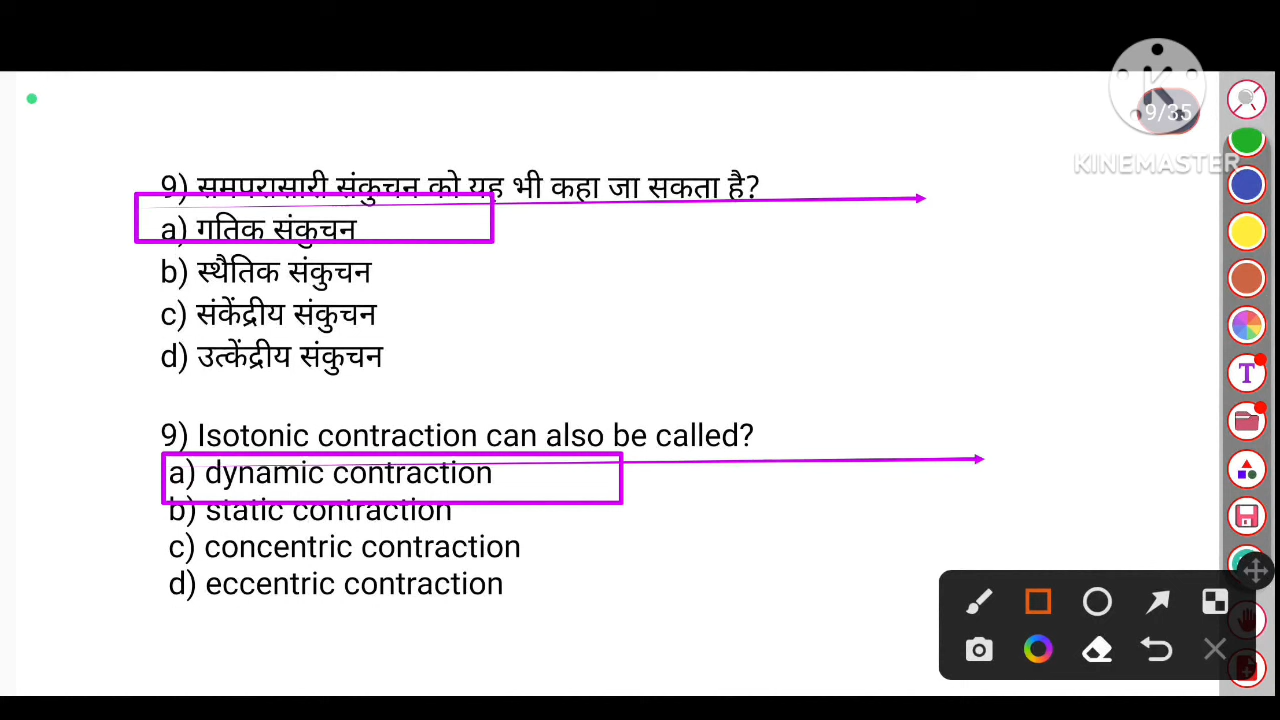 9/35
KINEMASTER
9) समपरासारी संकुचन को यह भी कहा जा सकता है?
a) गतिक संकुचन
b) स्थैतिक संकुचन
c) संकेंद्रीय संकुचन
d) उत्केंद्रीय संकुचन
9) Isotonic contraction can also be called?
a) dynamic contraction
b) static contraction
c) concentric contraction
d) eccentric contraction
T